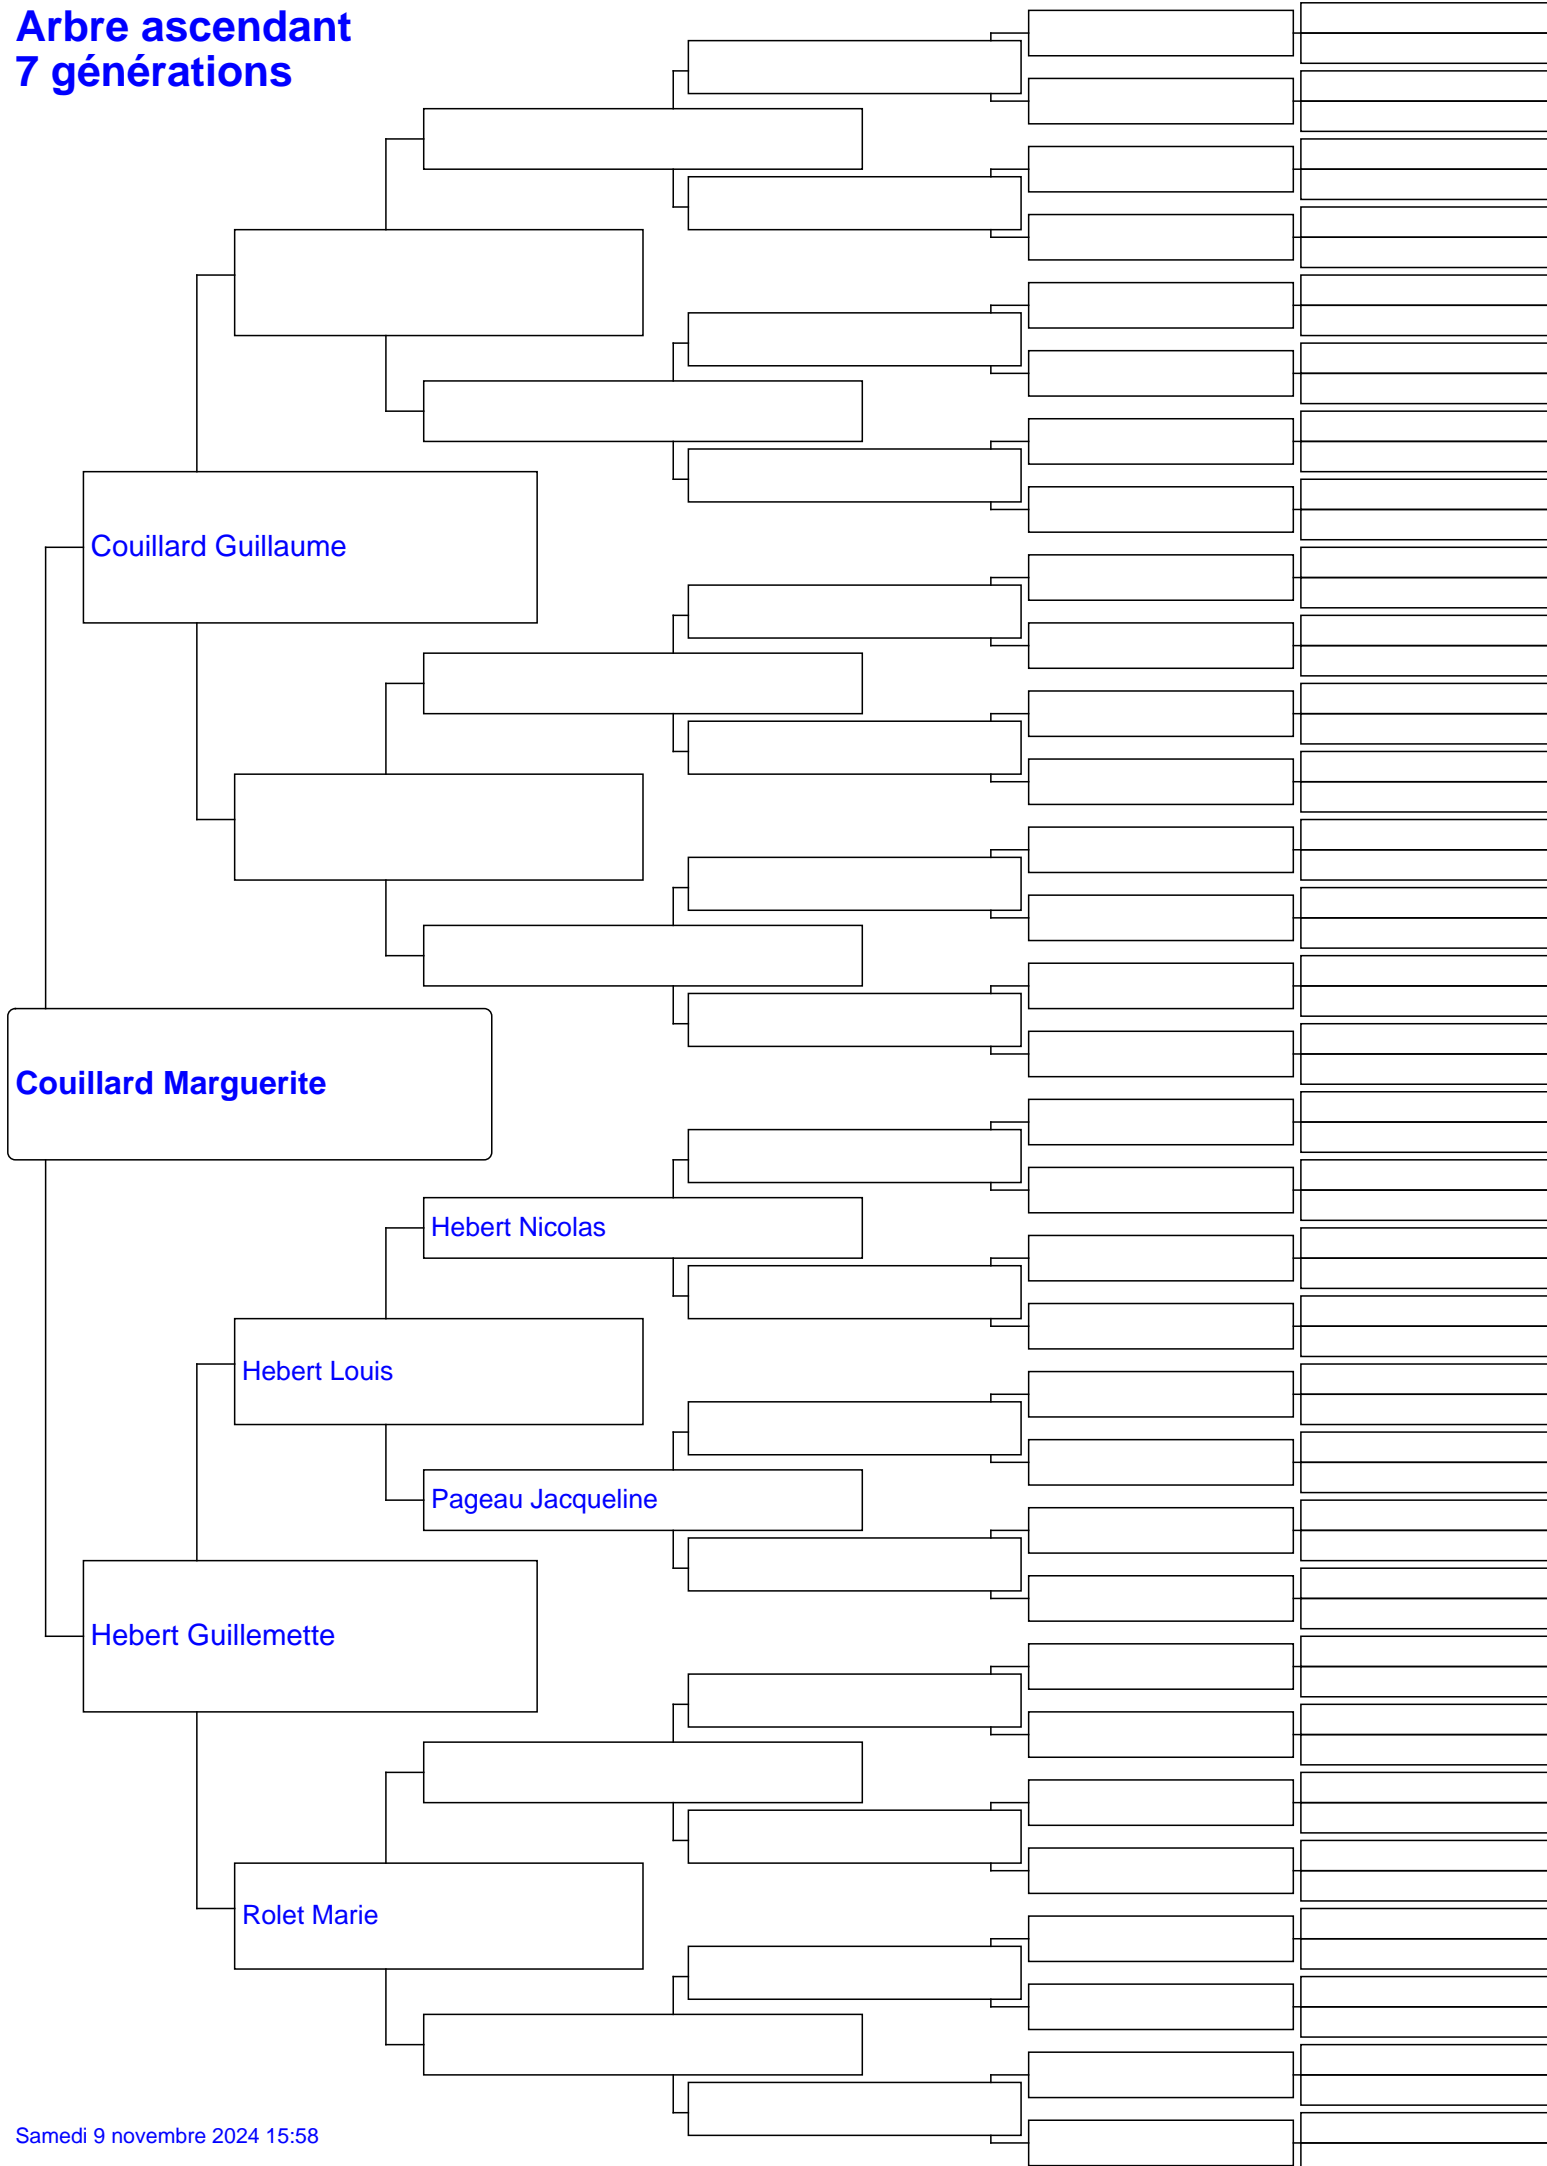 Arbre ascendant
7 générations
Couillard Guillaume
Couillard Marguerite
Hebert Nicolas
Hebert Louis
Pageau Jacqueline
Hebert Guillemette
Rolet Marie
Samedi 9 novembre 2024 15:58